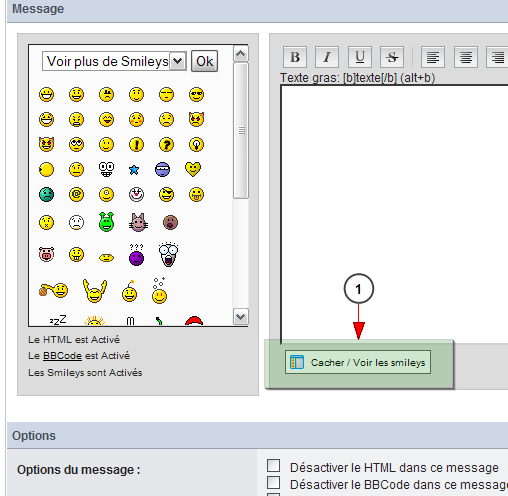 Message
Voir plus de Smileys Ok
B I U S
Texte gras: [b]texte[/b] (alt+b)
???
zZZ
1
Cacher / Voir les smileys
Le HTML est Activé
Le BBCode est Activé
Les Smileys sont Activés
Options
Options du message :
Désactiver le HTML dans ce message
Désactiver le BBCode dans ce message